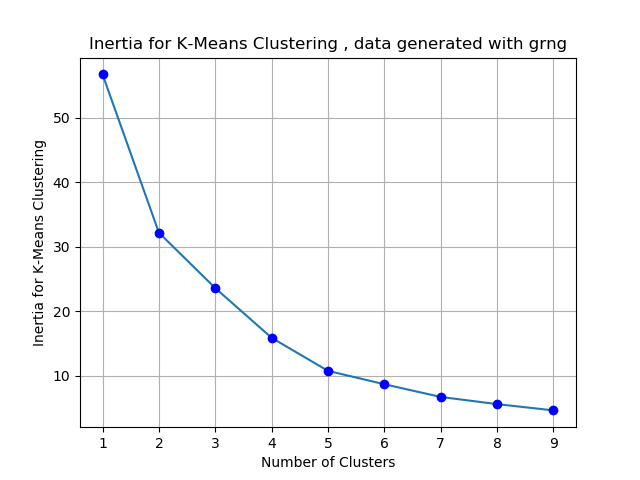 Inertia for K-Means Clustering , data generated with grng
50
40
30
20
10
Inertia for K-Means Clustering
1 2 3 4 5 6 7 8 9
Number of Clusters